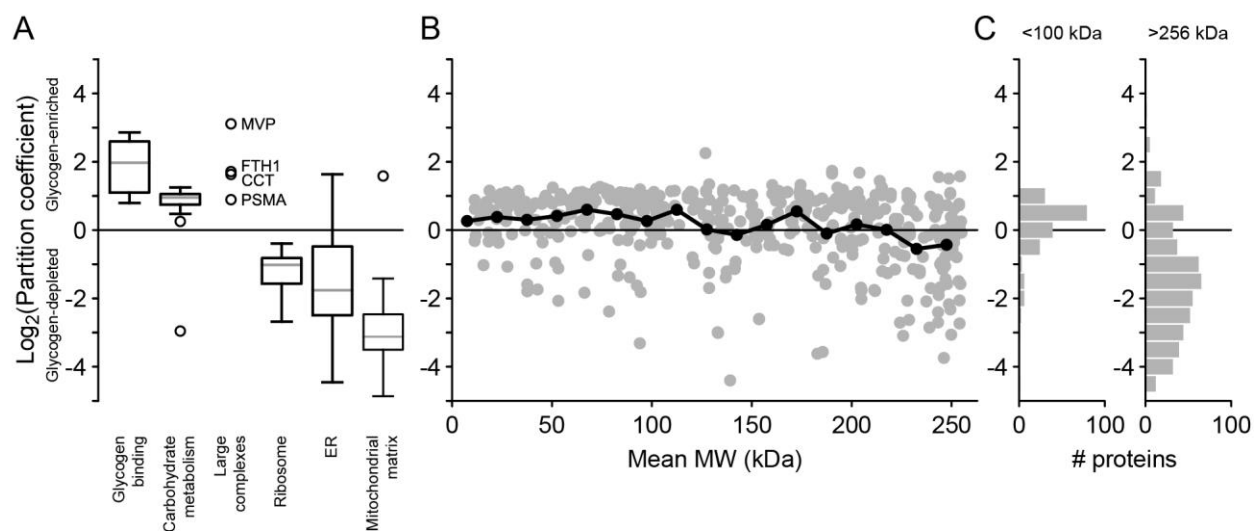 A
Log₂(Partition coefficient)
Glycogen-enriched
Glycogen-depleted
4
2
0
-2
-4
MVP
FTH1
CCT
PSMA
Glycogen
binding
Carbohydrate
metabolism
Large
complexes
Ribosome
ER
Mitochondrial
matrix
B
4
2
0
-2
-4
0
50
100
150
200
250
Mean MW (kDa)
C
<100 kDa
>256 kDa
4
2
0
-2
-4
0
100
4
2
0
-2
-4
0
100
# proteins